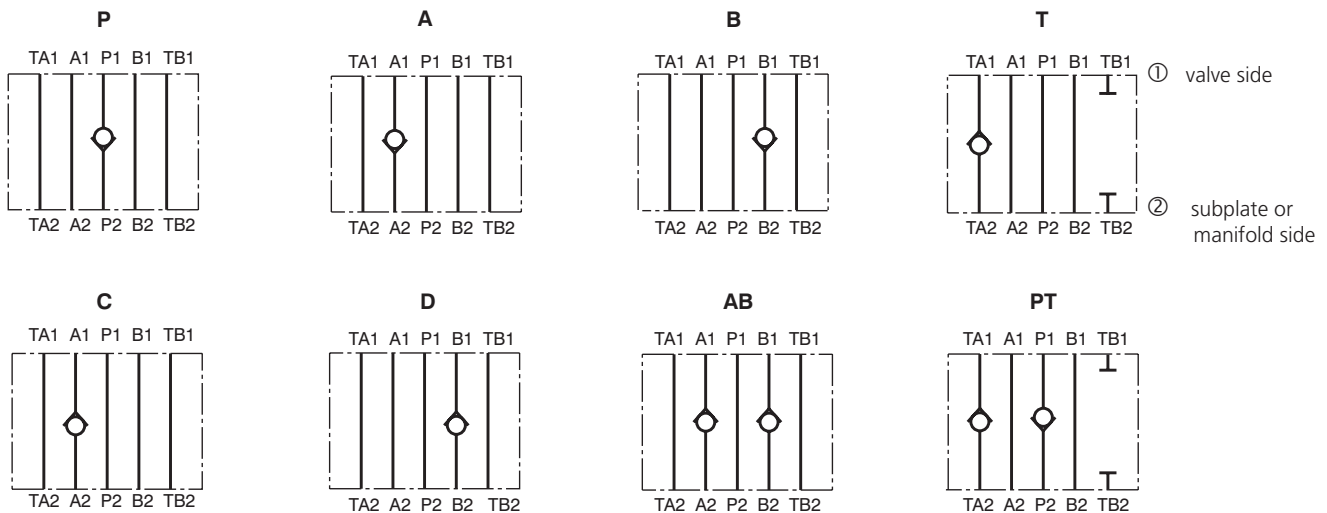 P
A
B
T
TA1 A1 P1 B1 TB1
TA1 A1 P1 B1 TB1
TA1 A1 P1 B1 TB1
TA1 A1 P1 B1 TB1
① valve side
TA2 A2 P2 B2 TB2
TA2 A2 P2 B2 TB2
TA2 A2 P2 B2 TB2
TA2 A2 P2 B2 TB2
② subplate or
manifold side
C
D
AB
PT
TA1 A1 P1 B1 TB1
TA1 A1 P1 B1 TB1
TA1 A1 P1 B1 TB1
TA1 A1 P1 B1 TB1
TA2 A2 P2 B2 TB2
TA2 A2 P2 B2 TB2
TA2 A2 P2 B2 TB2
TA2 A2 P2 B2 TB2